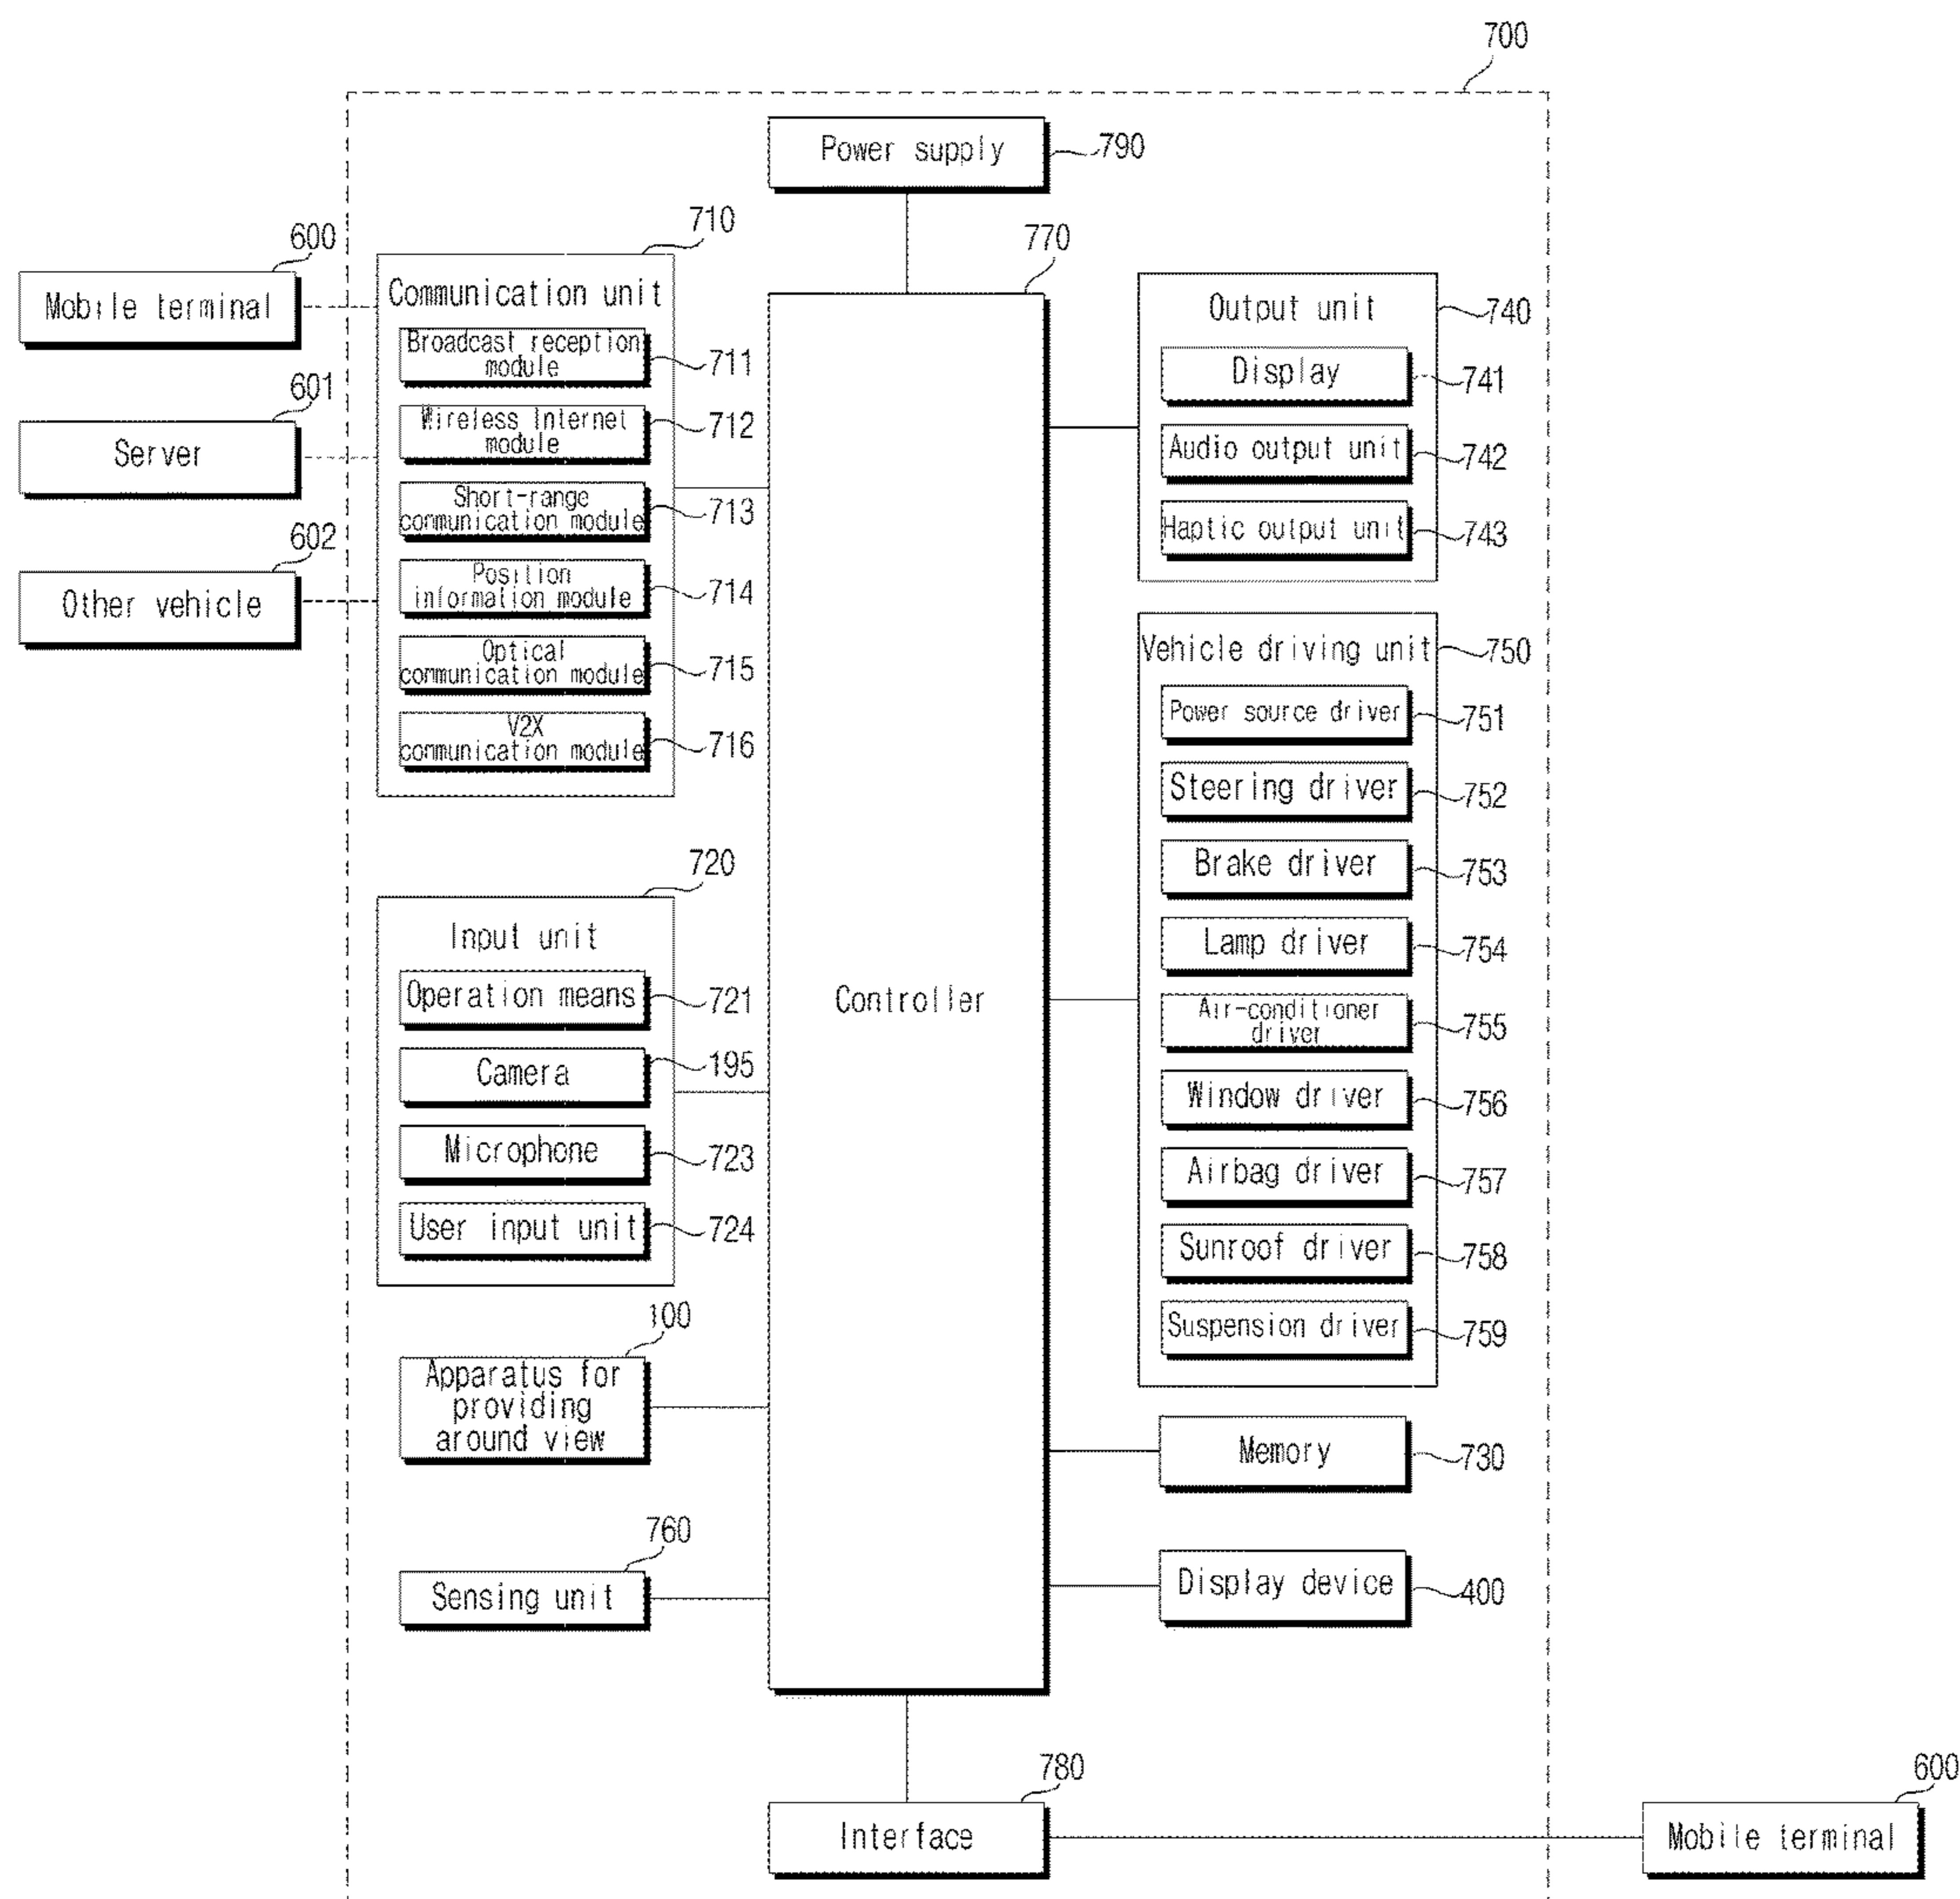 700
Power supply
790
710
770
600
Mobile terminal
Communication unit
Broadcast reception
module
711
Wireless Internet
module
712
Short-range
communication module
713
Position
information module
714
Optical
communication module
715
V2X
communication module
716
601
Server
602
Other vehicle
720
Input unit
Operation means
721
Camera
195
Microphone
723
User input unit
724
100
Apparatus for
providing
around view
760
Sensing unit
Controller
Output unit
740
Display
741
Audio output unit
742
Haptic output unit
743
Vehicle driving unit
750
Power source driver
751
Steering driver
752
Brake driver
753
Lamp driver
754
Air-conditioner
driver
755
Window driver
756
Airbag driver
757
Sunroof driver
758
Suspension driver
759
Memory
730
Display device
400
780
Interface
600
Mobile terminal